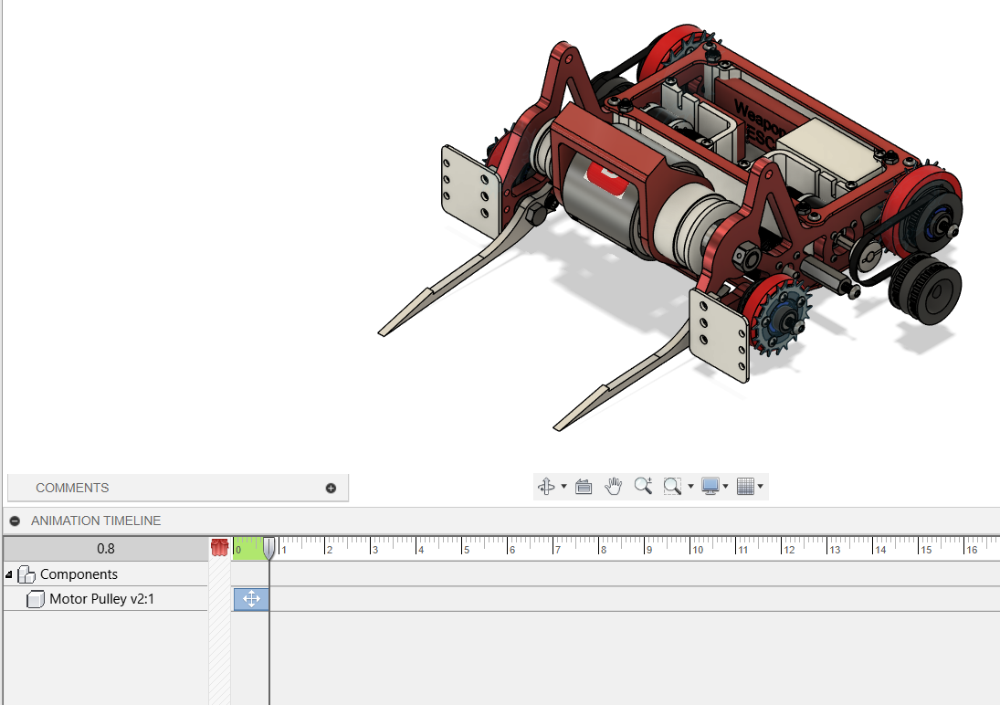 Weapon
ESC
COMMENTS
ANIMATION TIMELINE
0.8
0 1 2 3 4 5 6 7 8 9 10 11 12 13 14 15 16
Components
Motor Pulley v2:1